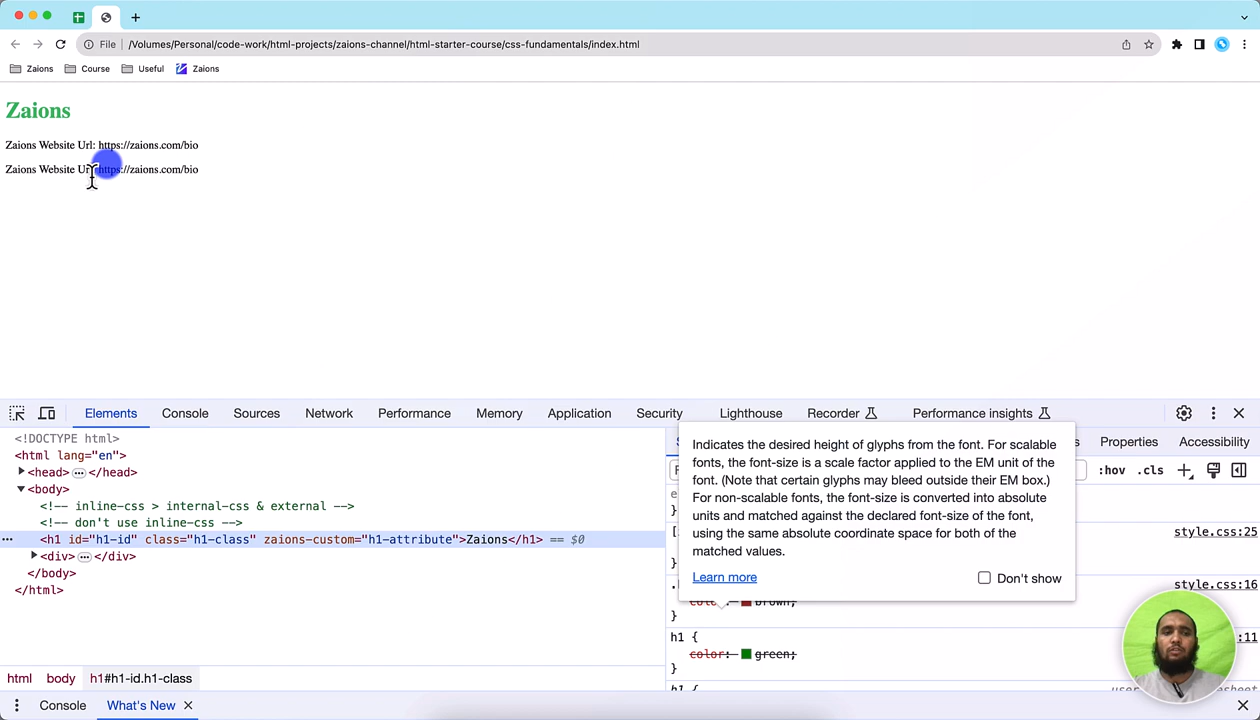 File
/Volumes/Personal/code-work/html-projects/zaions-channel/html-starter-course/css-fundamentals/index.html
Zaions
Course
Useful
Zaions
Zaions
Zaions Website Url: https://zaions.com/bio
Zaions Website Ur https://zaions.com/bio
Elements
Console
Sources
Network
Performance
Memory
Application
Security
Lighthouse
Recorder
Performance insights
<!DOCTYPE html>
<html lang="en">
<head> </head>
<body>
<!-- inline-css > internal-css & external -->
<!-- don't use inline-css -->
<h1 id="h1-id" class="h1-class" zaions-custom="h1-attribute">Zaions</h1> == $0
<div> </div>
</body>
</html>
html
body
h1#h1-id.h1-class
Properties
Accessibility
:hov
.cls
Indicates the desired height of glyphs from the font. For scalable
fonts, the font-size is a scale factor applied to the EM unit of the
font. (Note that certain glyphs may bleed outside their EM box.)
For non-scalable fonts, the font-size is converted into absolute
units and matched against the declared font-size of the font,
using the same absolute coordinate space for both of the
matched values.
Learn more
Don't show
}
style.css:25
}
style.css:16
color: brown;
}
h1 {
:11
color: green;
}
h1 {
Console
What's New